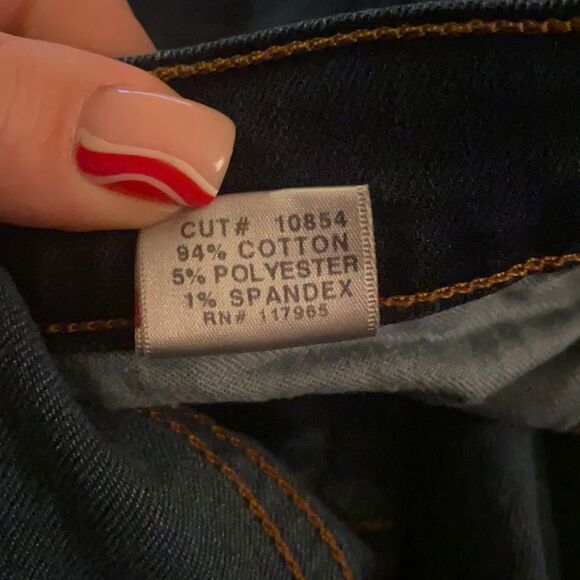 CUT# 10854
94% COTTON
5% POLYESTER
1% SPANDEX
RN# 117965